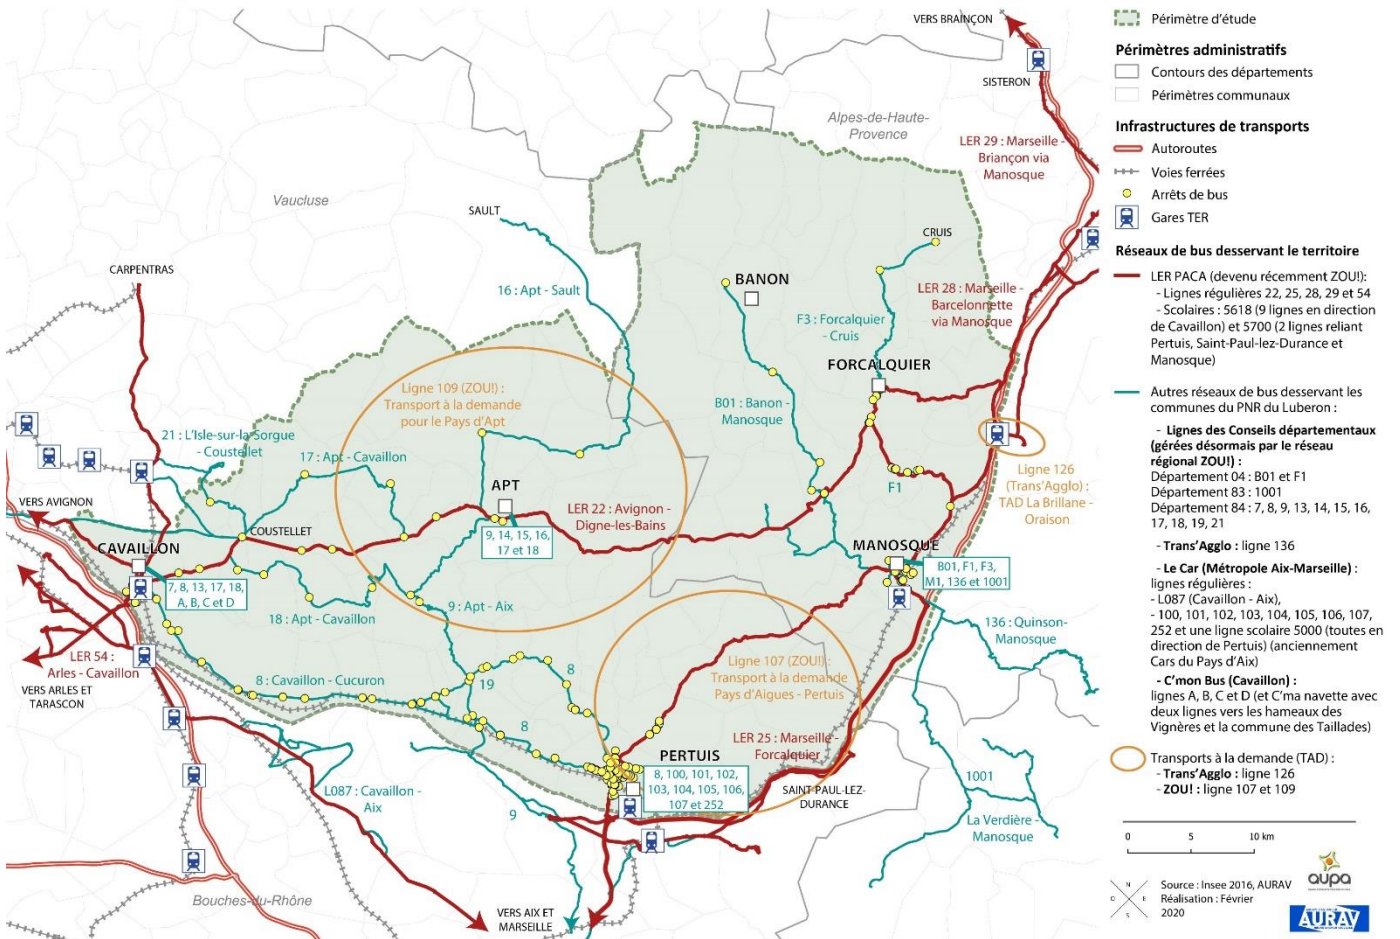 VERS BRAINÇON
SISTERON
Alpes-de-Haute-
Provence
LER 29 : Marseille -
Briançon via
Manosque
Vaucluse
SAULT
CRUIS
CARPENTRAS
16 : Apt - Sault
BANON
LER 28 : Marseille -
Barcelonnette
via Manosque
F3 : Forcalquier
- Cruis
FORCALQUIER
Ligne 109 (ZOU!) :
Transport à la demande
pour le Pays d'Apt
B01 : Banon -
Manosque
21 : L'Isle-sur-la Sorgue
- Coustellet
17 : Apt - Cavaillon
F1
Ligne 126
(Trans'Agglo) :
TAD La Brillane -
Oraison
APT
VERS AVIGNON
LER 22 : Avignon -
Digne-les-Bains
COUSTELLET
9, 14, 15, 16,
17 et 18
CAVAILLON
MANOSQUE
7, 8, 13, 17, 18,
A, B, C et D
B01, F1, F3,
M1, 136 et 1001
9 : Apt - Aix
18 : Apt - Cavaillon
136 : Quinson-
Manosque
LER 54 :
Arles - Cavaillon
VERS ARLES ET
TARASCON
Ligne 107 (ZOU!) :
Transport à la demande
Pays d'Aigues - Pertuis
8 : Cavaillon - Cucuron
19
8
8
LER 25 : Marseille -
Forcalquier
PERTUIS
8, 100, 101, 102,
103, 104, 105, 106,
107 et 252
SAINT-PAUL-LEZ-
DURANCE
1001
L087 : Cavaillon -
Aix
9
La Verdière -
Manosque
Bouches-du-Rhône
VERS AIX ET
MARSEILLE
Périmètre d'étude
Périmètres administratifs
Contours des départements
Périmètres communaux
Infrastructures de transports
Autoroutes
Voies ferrées
Arrêts de bus
Gares TER
Réseaux de bus desservant le territoire
LER PACA (devenu récemment ZOU!):
- Lignes régulières 22, 25, 28, 29 et 54
- Scolaires : 5618 (9 lignes en direction
de Cavaillon) et 5700 (2 lignes reliant
Pertuis, Saint-Paul-lez-Durance et
Manosque)
Autres réseaux de bus desservant les
communes du PNR du Luberon :
- Lignes des Conseils départementaux
(gérées désormais par le réseau
régional ZOU!) :
Département 04 : B01 et F1
Département 83 : 1001
Département 84 : 7, 8, 9, 13, 14, 15, 16,
17, 18, 19, 21
- Trans'Agglo : ligne 136
- Le Car (Métropole Aix-Marseille) :
lignes régulières :
- L087 (Cavaillon - Aix),
- 100, 101, 102, 103, 104, 105, 106, 107,
252 et une ligne scolaire 5000 (toutes en
direction de Pertuis) (anciennement
Cars du Pays d'Aix)
- C'mon Bus (Cavaillon) :
lignes A, B, C et D (et C'ma navette avec
deux lignes vers les hameaux des
Vignères et la commune des Taillades)
Transports à la demande (TAD) :
- Trans'Agglo : ligne 126
- ZOU! : ligne 107 et 109
0 5 10 km
N
O E
S
Source : Insee 2016, AURAV
Réalisation : Février
2020
aupa
AURAV